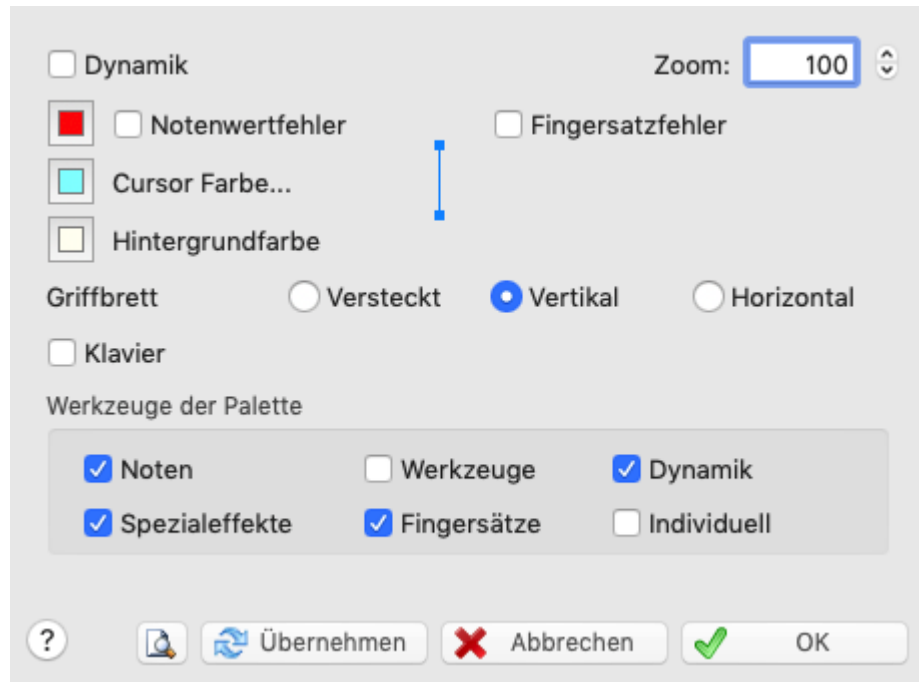 Dynamik Zoom: 100
Notenwertfehler Fingersatzfehler
Cursor Farbe...
Hintergrundfarbe
Griffbrett Versteckt Vertikal Horizontal
Klavier
Werkzeuge der Palette
Noten Werkzeuge Dynamik
Spezialeffekte Fingersätze Individuell
? Übernehmen Abbrechen OK